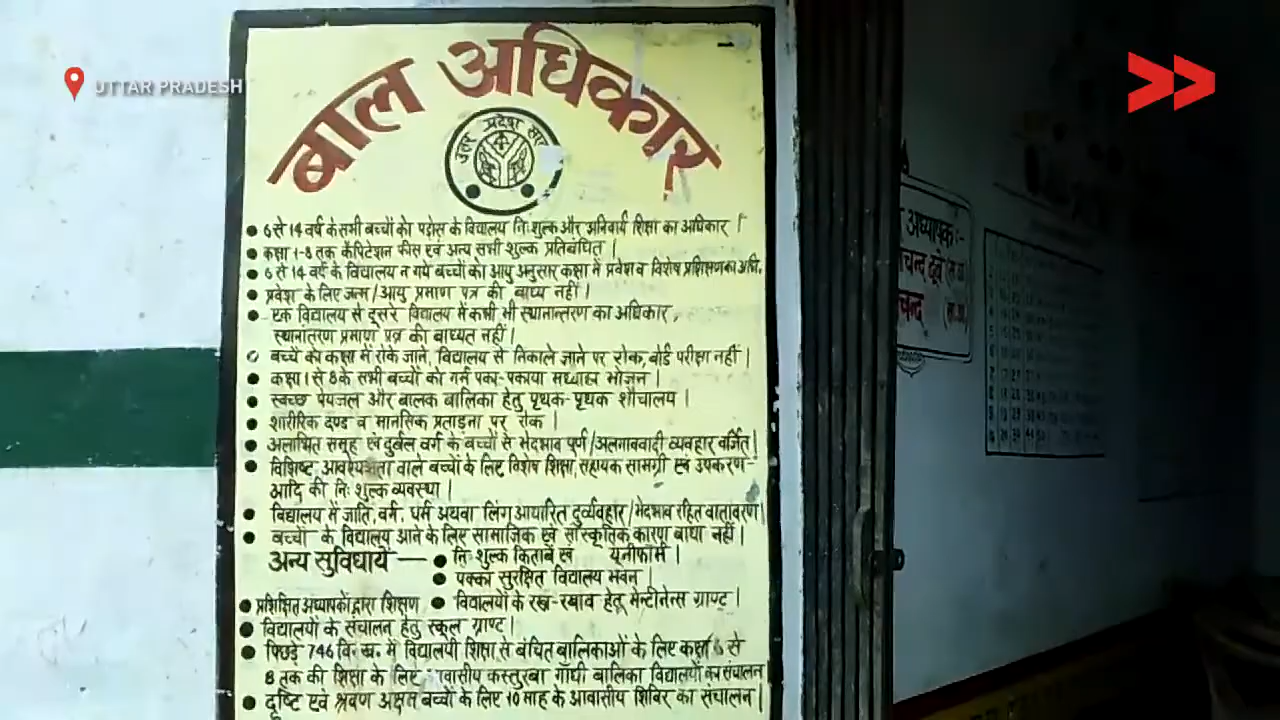 UTTAR PRADESH
बाल अधिकार
उत्तर प्रदेश
● 6 से 14 वर्ष के सभी बच्चों को पड़ोस के विद्यालय निःशुल्क और अनिवार्य शिक्षा का अधिकार ।
● कक्षा 1-8 तक कैपिटेशन फीस एवं अन्य सभी शुल्क प्रतिबंधित ।
● 6 से 14 वर्ष के विद्यालय न गये बच्चों को आयु अनुसार कक्षा में प्रवेश व विशेष प्रशिक्षण का अधि.
● प्रवेश के लिए जन्म/आयु प्रमाण पत्र की बाध्य नहीं ।
● एक विद्यालय से दूसरे विद्यालय में कभी भी स्थानान्तरण का अधिकार,
स्थानांतरण प्रमाण पत्र की बाध्यत नहीं ।
● बच्चे को कक्षा में रोके जाने, विद्यालय से निकाले जाने पर रोक, बोर्ड परीक्षा नहीं ।
● कक्षा 1 से 8 के सभी बच्चों को गर्म पका-पकाया मध्याह्न भोजन ।
● स्वच्छ पेयजल और बालक बालिका हेतु पृथक-पृथक शौचालय ।
● शारीरिक दण्ड व मानसिक प्रताड़ना पर रोक ।
● अलाभित समूह एवं दुर्बल वर्ग के बच्चों से भेदभाव पूर्ण/अलगाववादी व्यवहार वर्जित ।
● विशिष्ट आवश्यकता वाले बच्चों के लिए विशेष शिक्षा, सहायक सामग्री एवं उपकरण-
आदि की निः शुल्क व्यवस्था ।
● विद्यालय में जाति, वर्ग, धर्म अथवा लिंग आधारित दुर्व्यवहार/भेदभाव रहित वातावरण ।
● बच्चों के विद्यालय आने के लिए सामाजिक एवं सांस्कृतिक कारण बाधा नहीं ।
अन्य सुविधायें — ● निः शुल्क किताबें एवं यूनीफार्म ।
● पक्का सुरक्षित विद्यालय भवन ।
● प्रशिक्षित अध्यापकों द्वारा शिक्षण ● विद्यालयों के रख-रखाव हेतु मेन्टीनेन्स ग्राण्ट ।
● विद्यालयों के संचालन हेतु स्कूल ग्राण्ट ।
● पिछड़े 746 वि. ख. में विद्यालयी शिक्षा से वंचित बालिकाओं के लिए कक्षा 6 से
8 तक की शिक्षा के लिए आवासीय कस्तुरबा गाँधी बालिका विद्यालयों का संचालन
● दृष्टि एवं श्रवण अक्षम बच्चों के लिए 10 माह के आवासीय शिविर का संचालन ।
अध्यापकः-
चन्द्र दूबे (स.अ.
चन्द्र